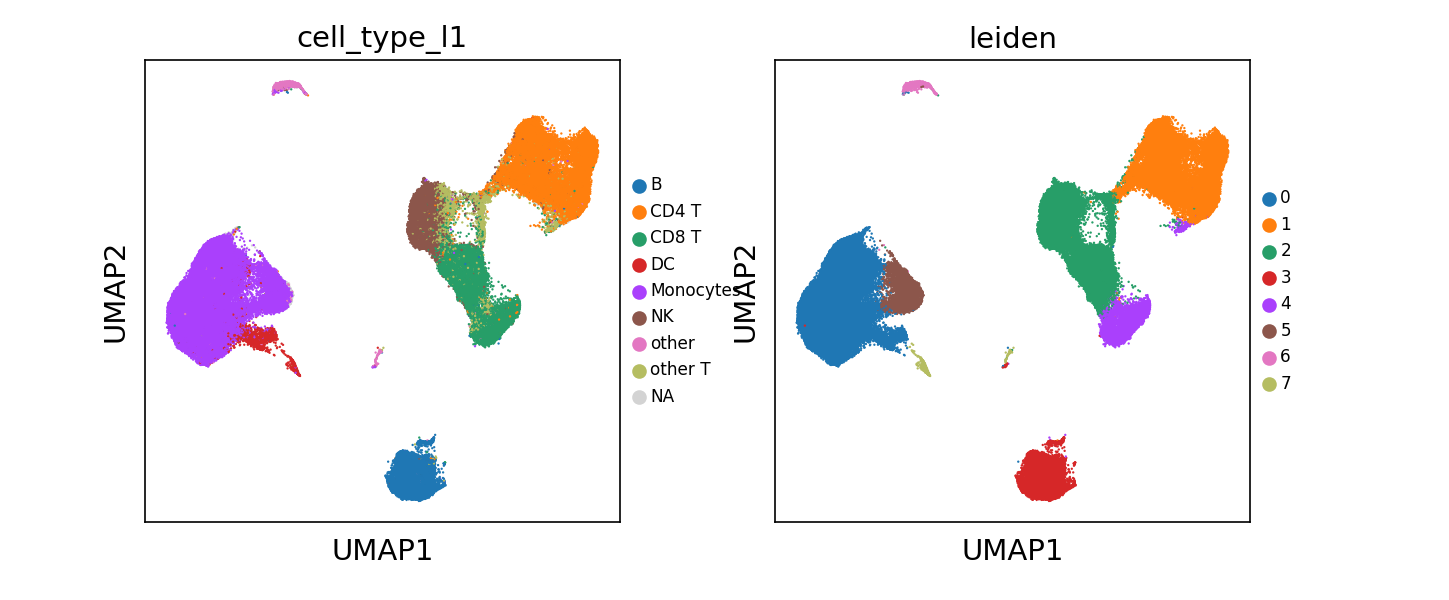 cell_type_l1
UMAP2
UMAP1
B
CD4 T
CD8 T
DC
Monocytes
NK
other
other T
NA
leiden
UMAP2
UMAP1
0
1
2
3
4
5
6
7